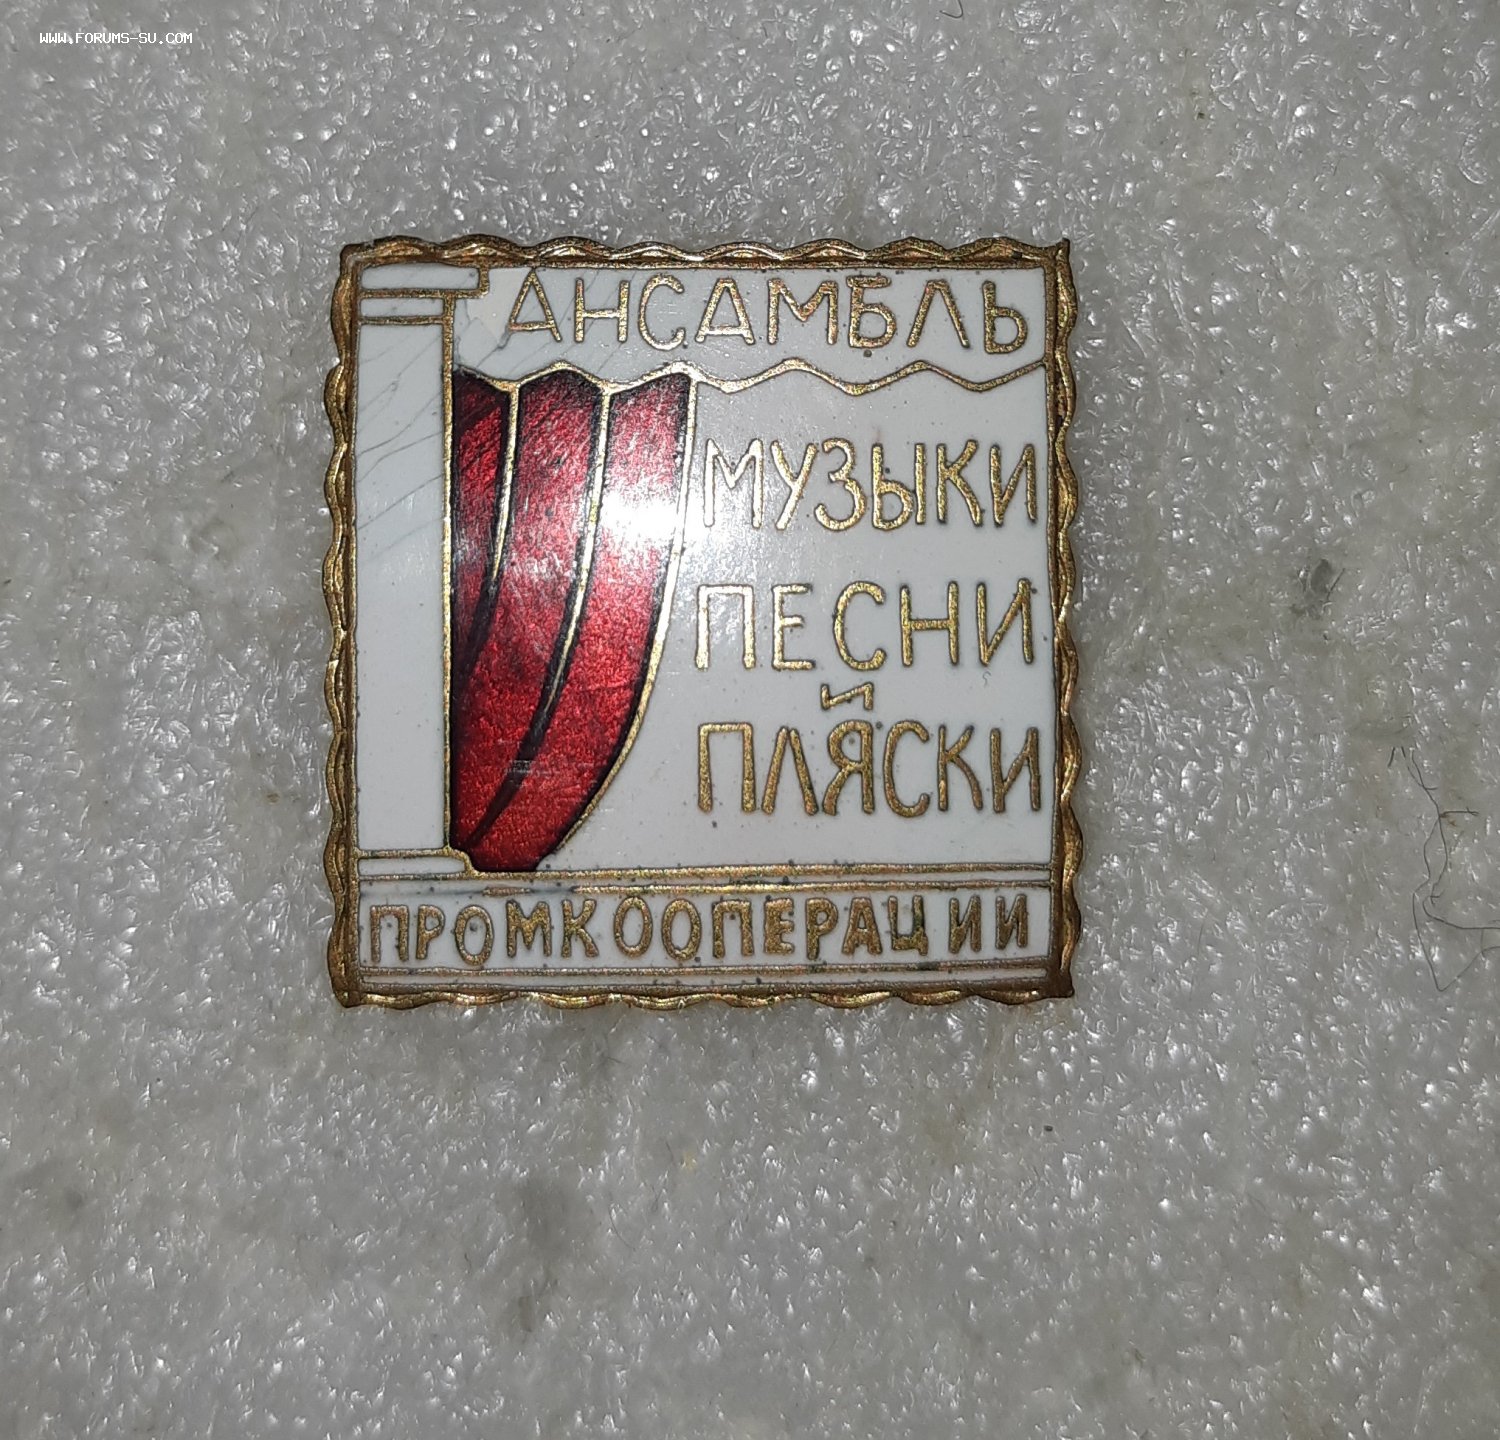 WWW.FORUMS-SU.COM
АНСАМБЛЬ
МУЗЫКИ
ПЕСНИ
И
ПЛЯСКИ
ПРОМКООПЕРАЦИИ